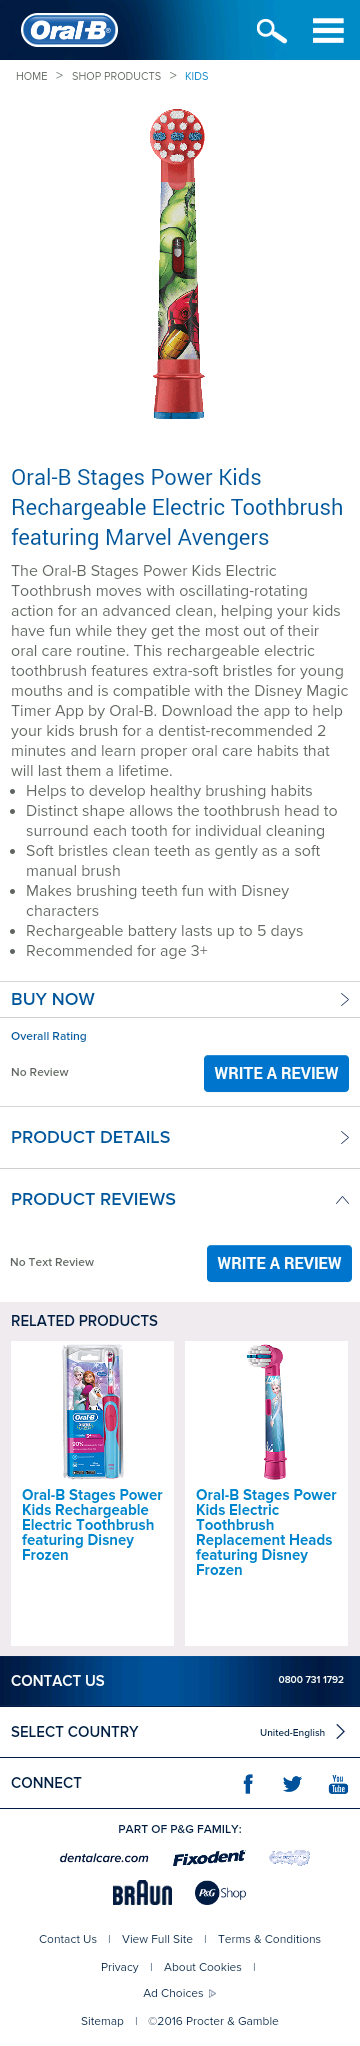 Oral-B
HOME > SHOP PRODUCTS > KIDS
Oral-B Stages Power Kids
Rechargeable Electric Toothbrush
featuring Marvel Avengers
The Oral-B Stages Power Kids Electric
Toothbrush moves with oscillating-rotating
action for an advanced clean, helping your kids
have fun while they get the most out of their
oral care routine. This rechargeable electric
toothbrush features extra-soft bristles for young
mouths and is compatible with the Disney Magic
Timer App by Oral-B. Download the app to help
your kids brush for a dentist-recommended 2
minutes and learn proper oral care habits that
will last them a lifetime.
• Helps to develop healthy brushing habits
• Distinct shape allows the toothbrush head to
surround each tooth for individual cleaning
• Soft bristles clean teeth as gently as a soft
manual brush
• Makes brushing teeth fun with Disney
characters
• Rechargeable battery lasts up to 5 days
• Recommended for age 3+
BUY NOW
Overall Rating
No Review WRITE A REVIEW
PRODUCT DETAILS
PRODUCT REVIEWS
No Text Review WRITE A REVIEW
RELATED PRODUCTS
Oral-B
Oral-B Stages Power
Kids Rechargeable
Electric Toothbrush
featuring Disney
Frozen
Oral-B Stages Power
Kids Electric
Toothbrush
Replacement Heads
featuring Disney
Frozen
CONTACT US 0800 731 1792
SELECT COUNTRY United-English
CONNECT You Tube
PART OF P&G FAMILY:
dentalcare.com Fixodent
BRAUN P&G Shop
Contact Us | View Full Site | Terms & Conditions
Privacy | About Cookies |
Ad Choices
Sitemap | ©2016 Procter & Gamble